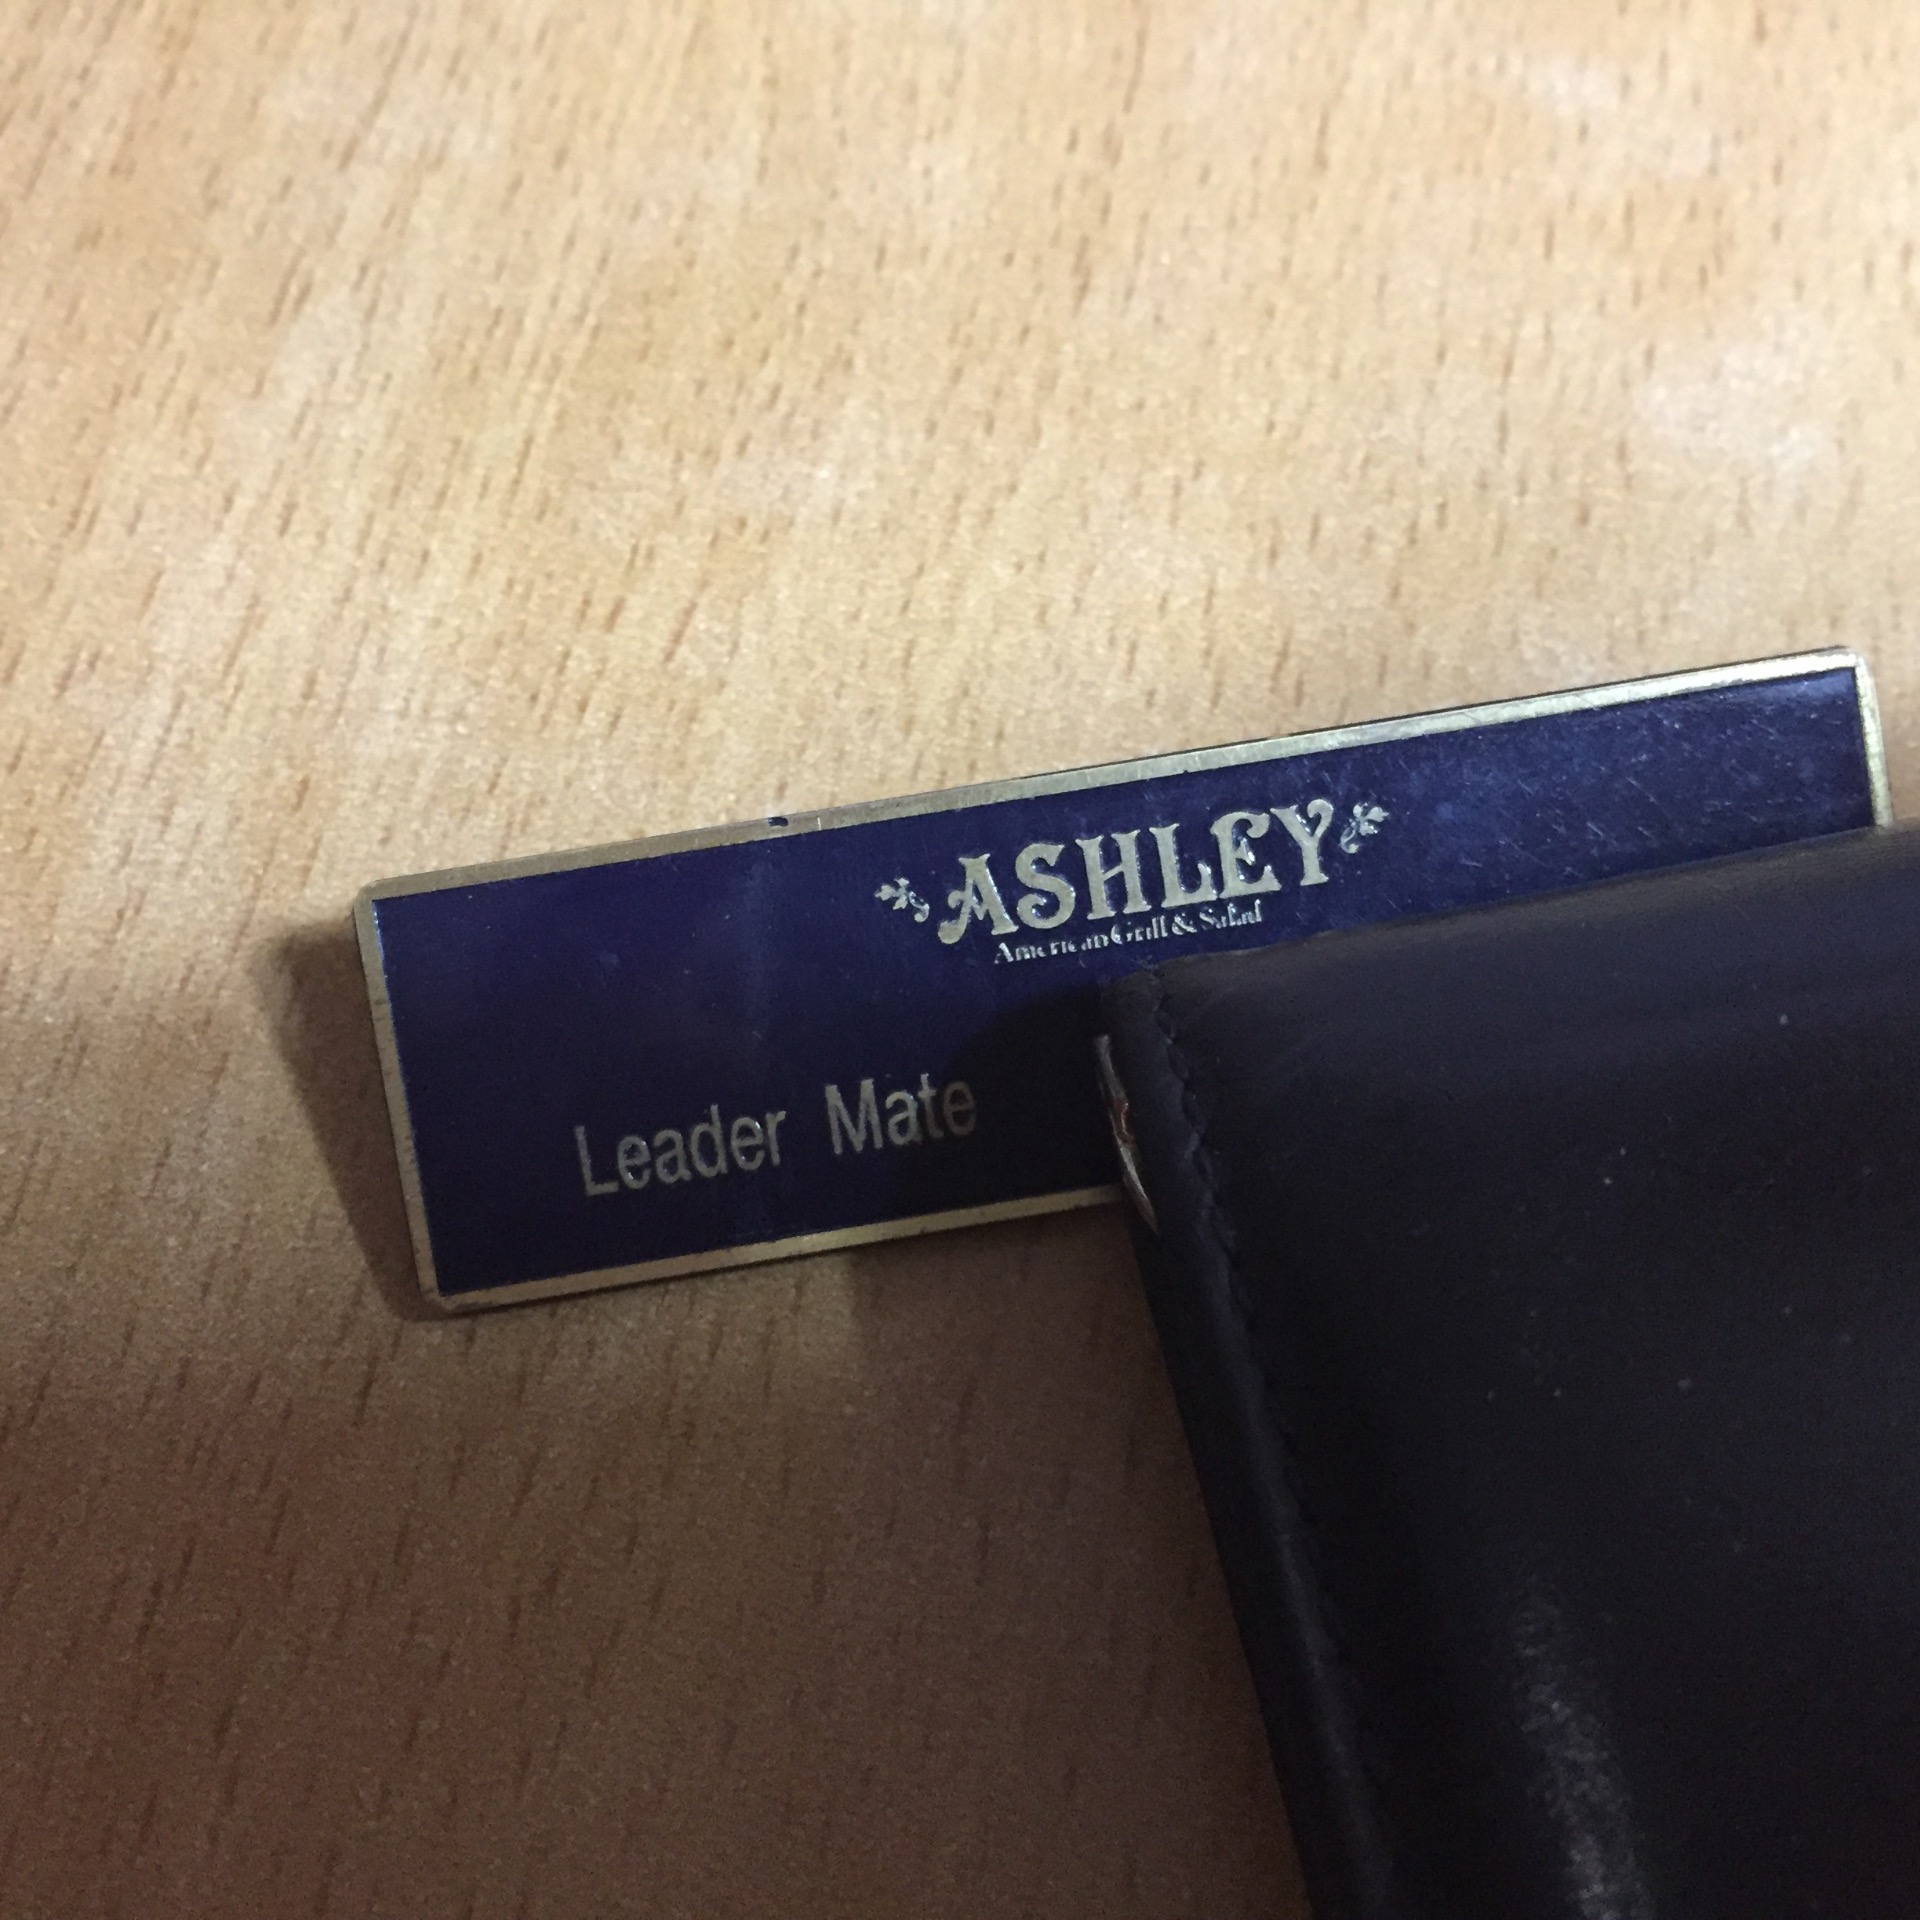 ASHLEY
American Grill & Salad
Leader Mate